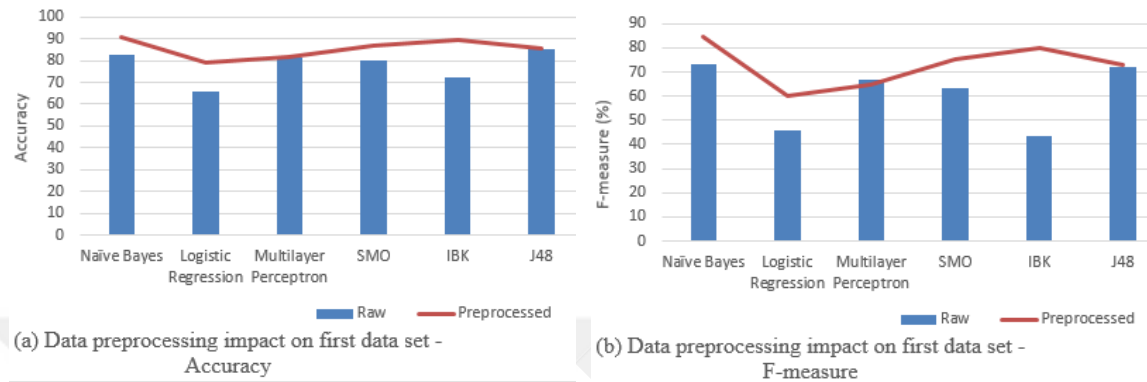 100
90
80
70
60
50
40
30
20
10
0
Accuracy
Naïve Bayes
Logistic
Regression
Multilayer
Perceptron
SMO
IBK
J48
Raw
Preprocessed
(a) Data preprocessing impact on first data set -
Accuracy
90
80
70
60
50
40
30
20
10
0
F-measure (%)
Naïve Bayes
Logistic
Regression
Multilayer
Perceptron
SMO
IBK
J48
Raw
Preprocessed
(b) Data preprocessing impact on first data set -
F-measure